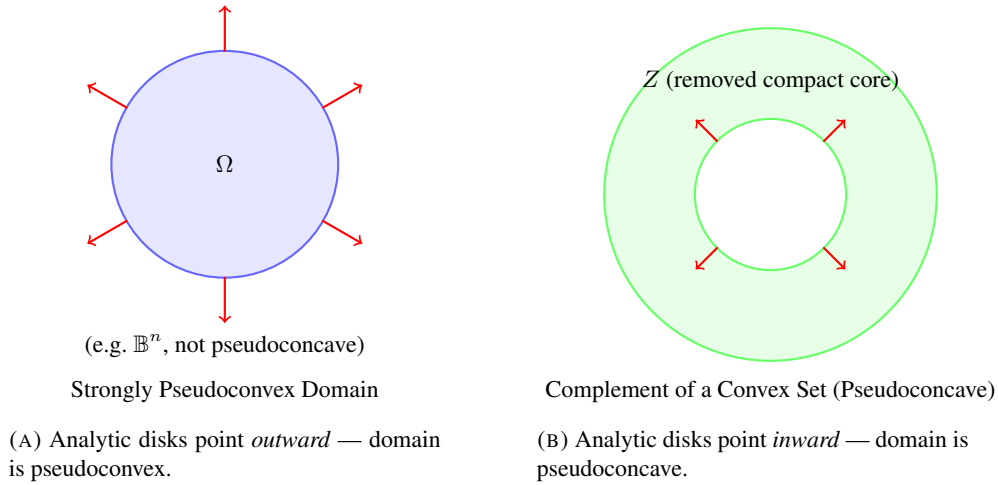 Ω
(e.g. 𝔹ⁿ, not pseudoconcave)
Strongly Pseudoconvex Domain
(A) Analytic disks point outward — domain
is pseudoconvex.
Z (removed compact core)
Complement of a Convex Set (Pseudoconcave)
(B) Analytic disks point inward — domain is
pseudoconcave.